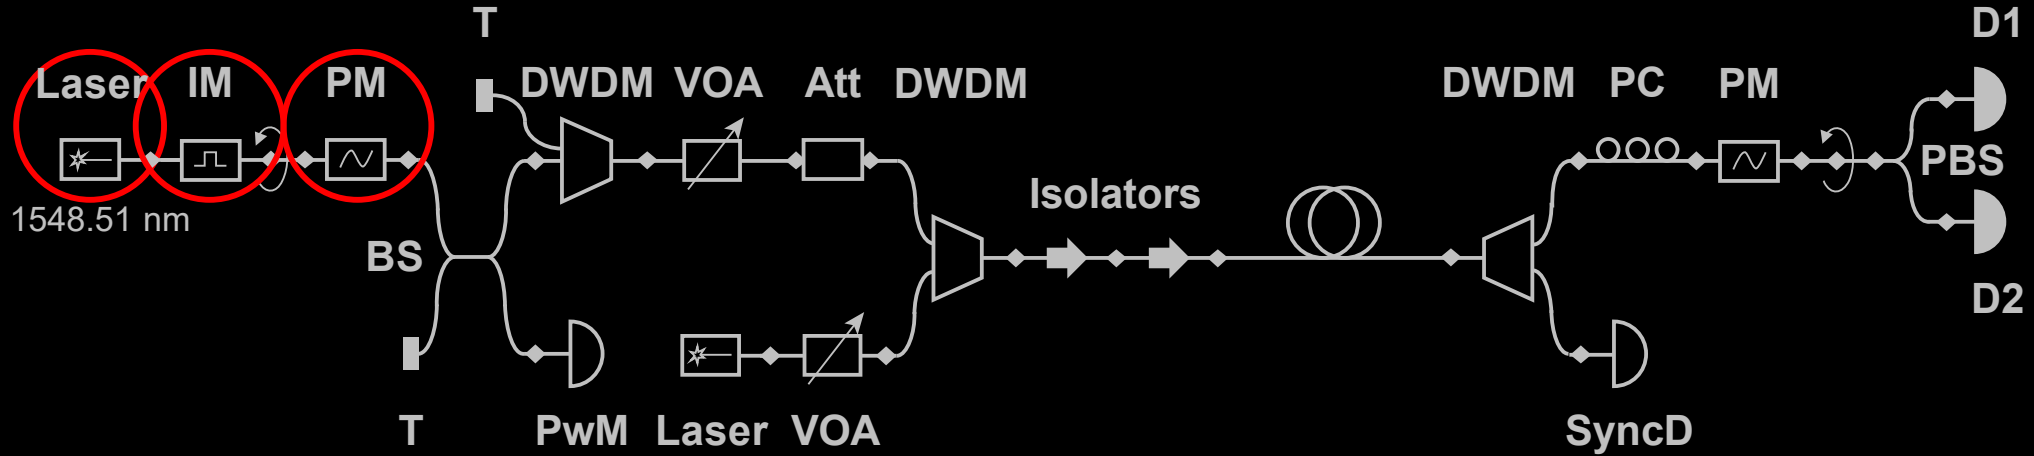 T
D1
Laser IM PM DWDM VOA Att DWDM DWDM PC PM
PBS
Isolators
1548.51 nm
BS
D2
T PwM Laser VOA SyncD